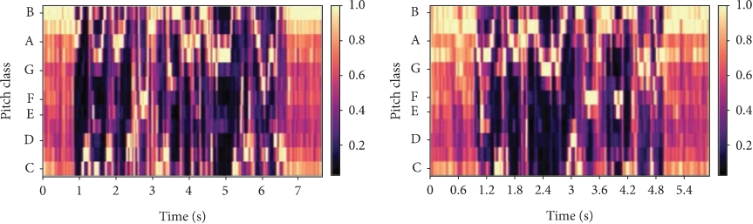 B
A
G
F
E
D
C
Pitch class
0 1 2 3 4 5 6 7
Time (s)
1.0
0.8
0.6
0.4
0.2
B
A
G
F
E
D
C
Pitch class
0 0.6 1.2 1.8 2.4 3 3.6 4.2 4.8 5.4
Time (s)
1.0
0.8
0.6
0.4
0.2